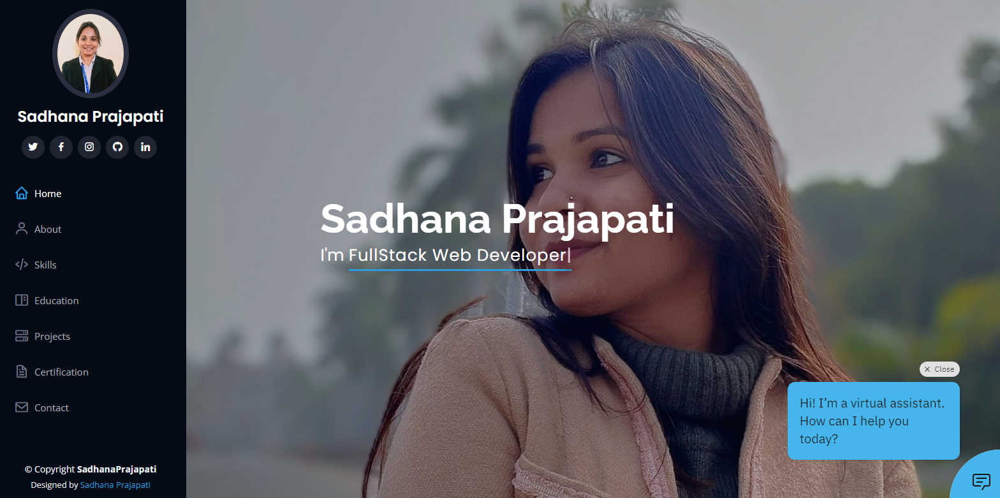 Sadhana Prajapati
Home
About
Skills
Education
Projects
Certification
Contact
© Copyright SadhanaPrajapati
Designed by Sadhana Prajapati
Sadhana Prajapati
I'm FullStack Web Developer|
Close
Hi! I’m a virtual assistant.
How can I help you
today?